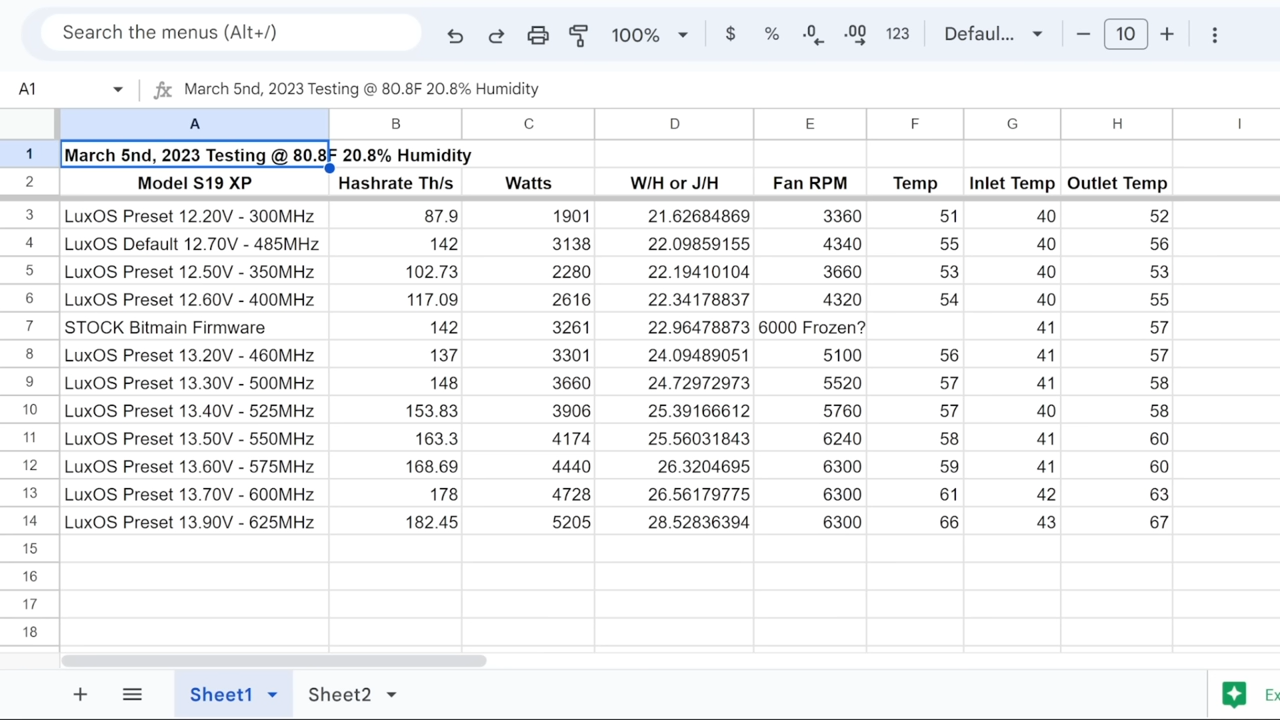 Search the menus (Alt+/) 100% $ % .0 .00 123 Defaul... 10
A1 fx March 5nd, 2023 Testing @ 80.8F 20.8% Humidity
A B C D E F G H I
1 March 5nd, 2023 Testing @ 80.8F 20.8% Humidity
2 Model S19 XP Hashrate Th/s Watts W/H or J/H Fan RPM Temp Inlet Temp Outlet Temp
3 LuxOS Preset 12.20V - 300MHz 87.9 1901 21.62684869 3360 51 40 52
4 LuxOS Default 12.70V - 485MHz 142 3138 22.09859155 4340 55 40 56
5 LuxOS Preset 12.50V - 350MHz 102.73 2280 22.19410104 3660 53 40 53
6 LuxOS Preset 12.60V - 400MHz 117.09 2616 22.34178837 4320 54 40 55
7 STOCK Bitmain Firmware 142 3261 22.96478873 6000 Frozen? 41 57
8 LuxOS Preset 13.20V - 460MHz 137 3301 24.09489051 5100 56 41 57
9 LuxOS Preset 13.30V - 500MHz 148 3660 24.72972973 5520 57 41 58
10 LuxOS Preset 13.40V - 525MHz 153.83 3906 25.39166612 5760 57 40 58
11 LuxOS Preset 13.50V - 550MHz 163.3 4174 25.56031843 6240 58 41 60
12 LuxOS Preset 13.60V - 575MHz 168.69 4440 26.3204695 6300 59 41 60
13 LuxOS Preset 13.70V - 600MHz 178 4728 26.56179775 6300 61 42 63
14 LuxOS Preset 13.90V - 625MHz 182.45 5205 28.52836394 6300 66 43 67
15
16
17
18
Sheet1 Sheet2 Ex